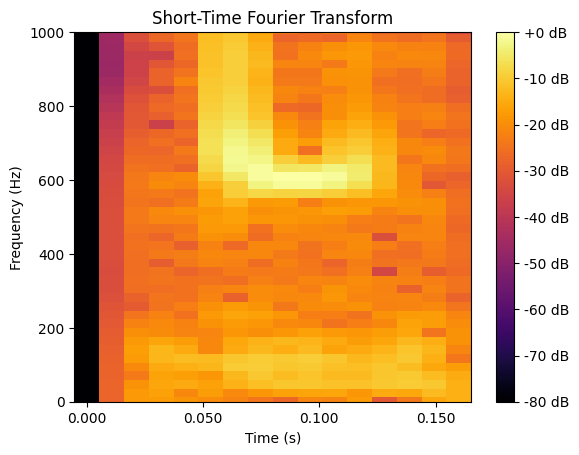 Short-Time Fourier Transform
Frequency (Hz)
1000
800
600
400
200
0
0.000
0.050
0.100
0.150
Time (s)
+0 dB
-10 dB
-20 dB
-30 dB
-40 dB
-50 dB
-60 dB
-70 dB
-80 dB